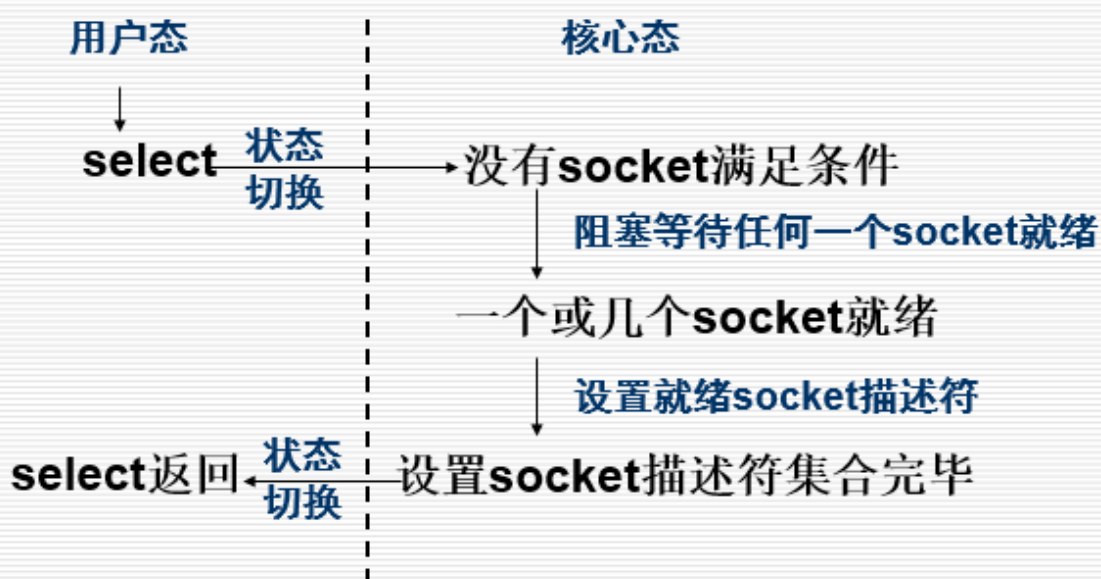 用户态
核心态
select
状态
切换
没有socket满足条件
阻塞等待任何一个socket就绪
一个或几个socket就绪
设置就绪socket描述符
select返回
状态
切换
设置socket描述符集合完毕